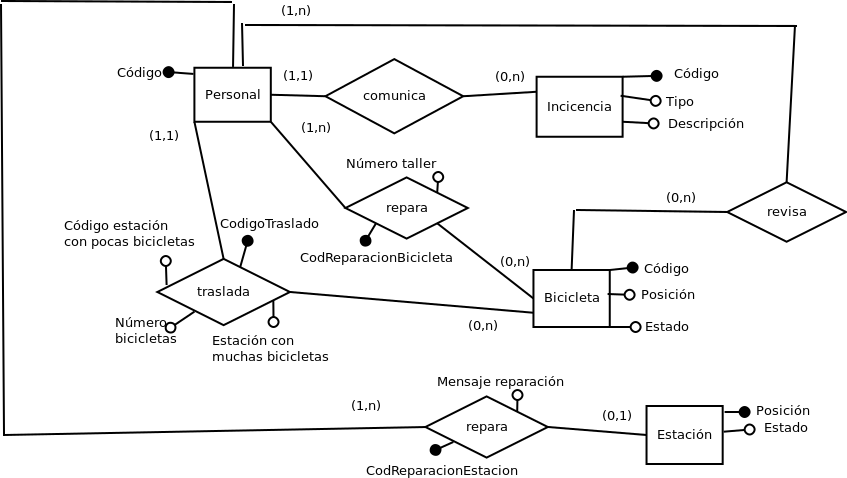 (1,n)
Código
Personal
(1,1)
comunica
(0,n)
Incicencia
Código
Tipo
Descripción
(1,1)
(1,n)
Número taller
repara
CodReparacionBicicleta
(0,n)
revisa
Código estación
con pocas bicicletas
CodigoTraslado
traslada
Número
bicicletas
Estación con
muchas bicicletas
(0,n)
(0,n)
Bicicleta
Código
Posición
Estado
Mensaje reparación
(1,n)
repara
CodReparacionEstacion
(0,1)
Estación
Posición
Estado